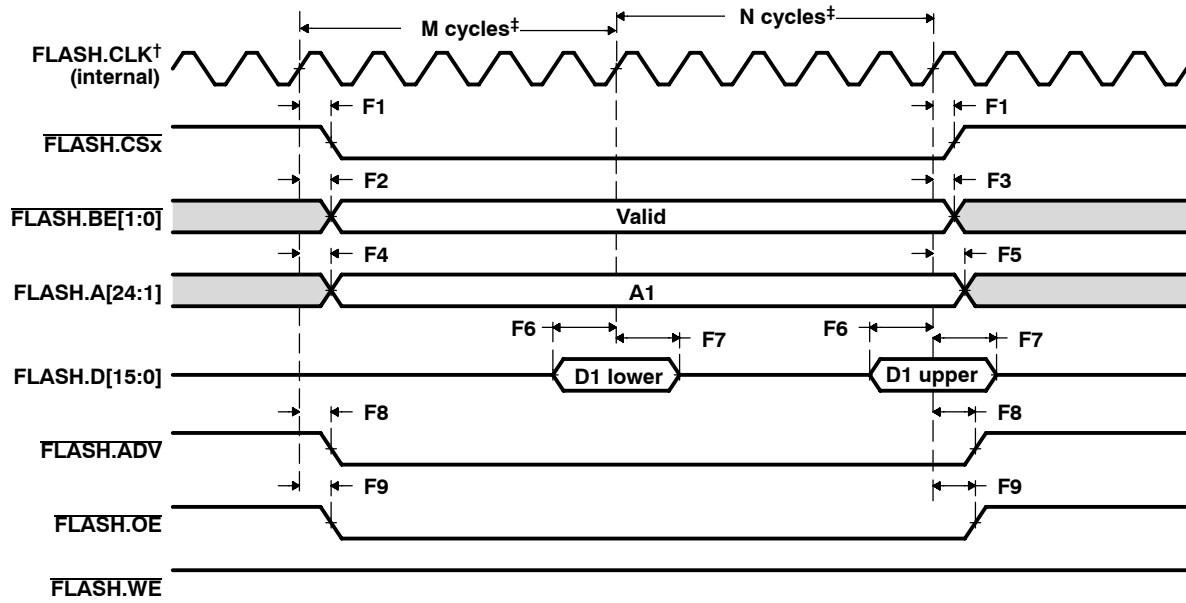 M cycles‡
N cycles‡
FLASH.CLK†
(internal)
F1
F1
FLASH.CSx
F2
F3
FLASH.BE[1:0]
Valid
F4
F5
FLASH.A[24:1]
A1
F6
F7
F6
F7
FLASH.D[15:0]
D1 lower
D1 upper
F8
F8
FLASH.ADV
F9
F9
FLASH.OE
FLASH.WE